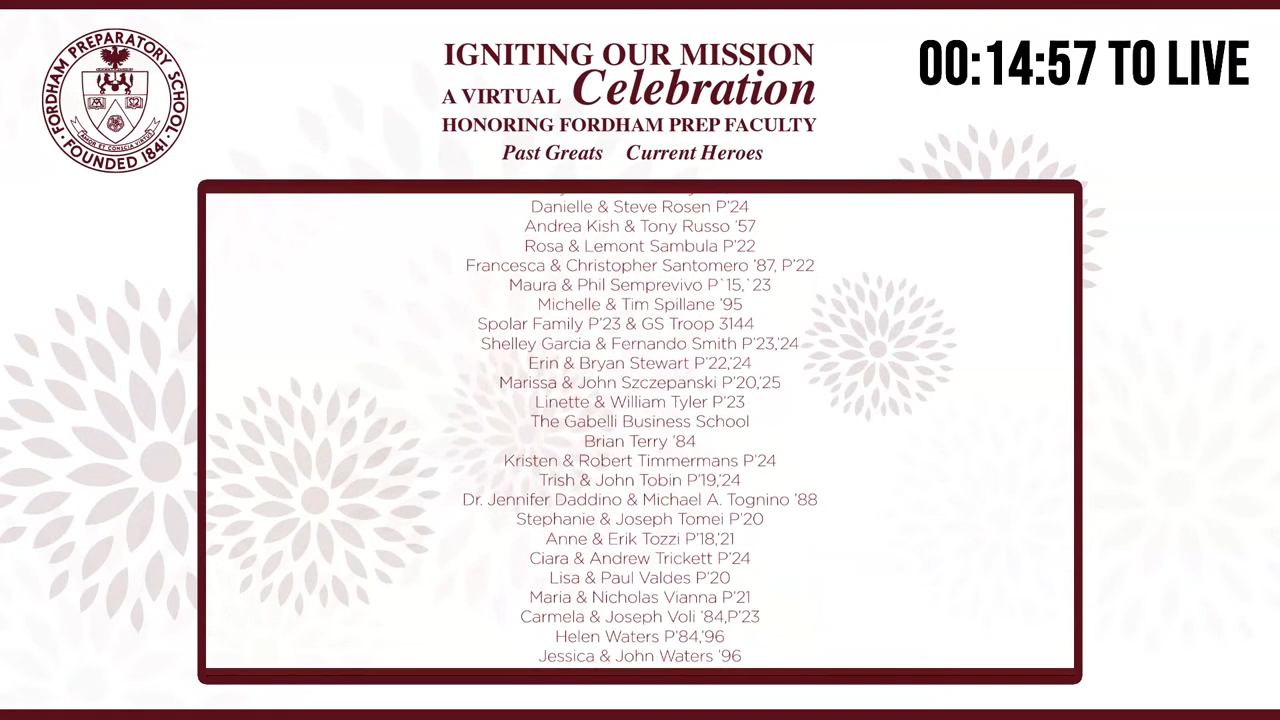 FORDHAM PREPARATORY SCHOOL
FOUNDED 1841
IGNITING OUR MISSION
A VIRTUAL Celebration
HONORING FORDHAM PREP FACULTY
Past Greats Current Heroes
00:14:57 TO LIVE
Danielle & Steve Rosen P'24
Andrea Kish & Tony Russo '57
Rosa & Lemont Sambula P'22
Francesca & Christopher Santomero '87, P'22
Maura & Phil Semprevivo P`15,`23
Michelle & Tim Spillane '95
Spolar Family P'23 & GS Troop 3144
Shelley Garcia & Fernando Smith P'23,'24
Erin & Bryan Stewart P'22,'24
Marissa & John Szczepanski P'20,'25
Linette & William Tyler P'23
The Gabelli Business School
Brian Terry '84
Kristen & Robert Timmermans P'24
Trish & John Tobin P'19,'24
Dr. Jennifer Daddino & Michael A. Tognino '88
Stephanie & Joseph Tomei P'20
Anne & Erik Tozzi P'18,'21
Ciara & Andrew Trickett P'24
Lisa & Paul Valdes P'20
Maria & Nicholas Vianna P'21
Carmela & Joseph Voli '84,P'23
Helen Waters P'84,'96
Jessica & John Waters '96